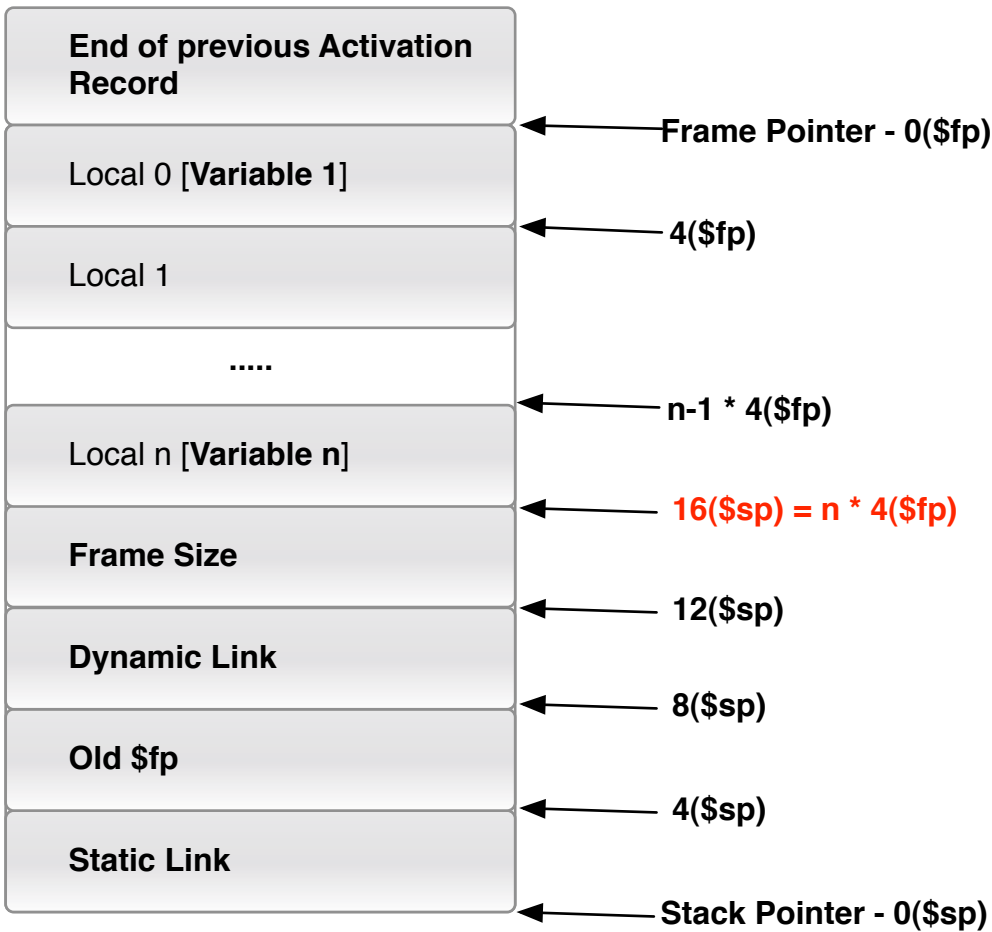 End of previous Activation
Record
Frame Pointer - 0($fp)
Local 0 [Variable 1]
4($fp)
Local 1
.....
n-1 * 4($fp)
Local n [Variable n]
16($sp) = n * 4($fp)
Frame Size
12($sp)
Dynamic Link
8($sp)
Old $fp
4($sp)
Static Link
Stack Pointer - 0($sp)